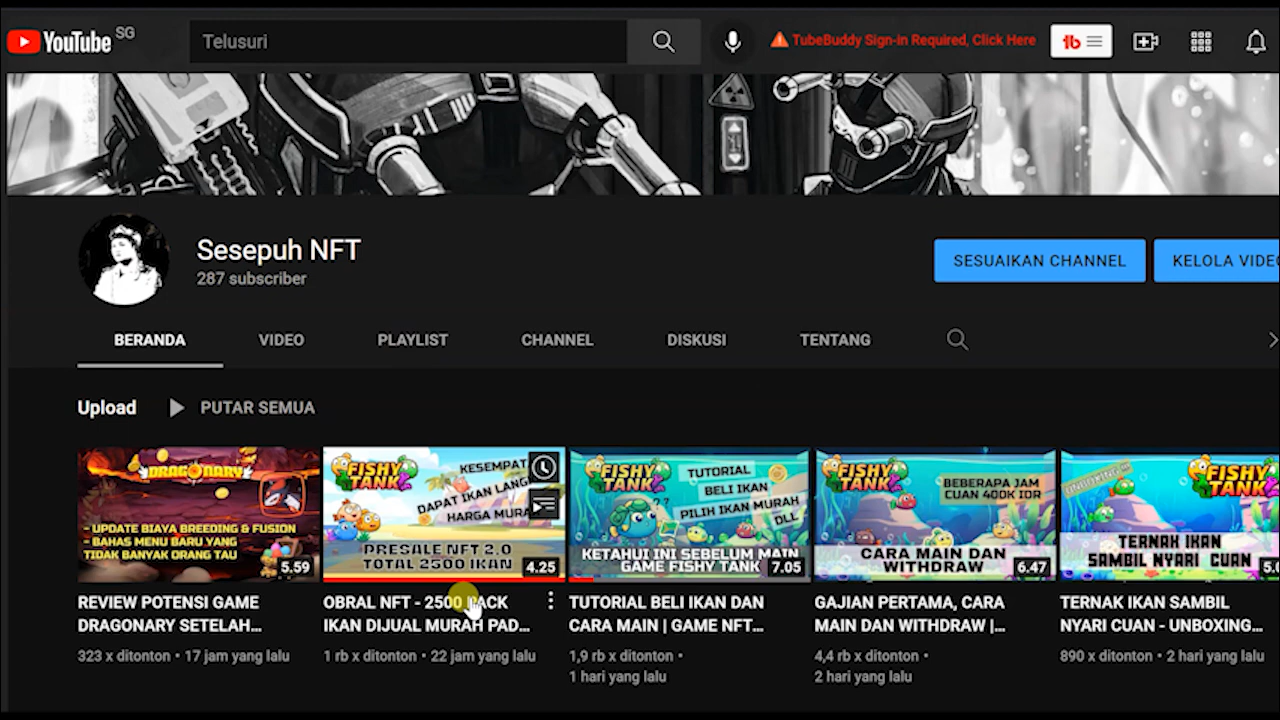 YouTube SG
Telusuri
TubeBuddy Sign-in Required, Click Here
tb
Sesepuh NFT
287 subscriber
SESUAIKAN CHANNEL
KELOLA VIDEO
BERANDA
VIDEO
PLAYLIST
CHANNEL
DISKUSI
TENTANG
Upload
PUTAR SEMUA
DRAGONARY
- UPDATE BIAYA BREEDING & FUSION
- BAHAS MENU BARU YANG
TIDAK BANYAK ORANG TAU
5.59
REVIEW POTENSI GAME
DRAGONARY SETELAH...
323 x ditonton • 17 jam yang lalu
FISHY
TANK
KESEMPAT
DAPAT IKAN LANG
HARGA MURA
PRESALE NFT 2.0
TOTAL 2500 IKAN
4.25
OBRAL NFT - 2500 PACK
IKAN DIJUAL MURAH PAD...
1 rb x ditonton • 22 jam yang lalu
FISHY
TANK
TUTORIAL
BELI IKAN
PILIH IKAN MURAH
DLL
??
KETAHUI INI SEBELUM MAIN
GAME FISHY TANK
7.05
TUTORIAL BELI IKAN DAN
CARA MAIN | GAME NFT...
1,9 rb x ditonton •
1 hari yang lalu
FISHY
TANK
BEBERAPA JAM
CUAN 400K IDR
CARA MAIN DAN
WITHDRAW
6.47
GAJIAN PERTAMA, CARA
MAIN DAN WITHDRAW |...
4,4 rb x ditonton •
2 hari yang lalu
FISHY
TANK
TERNAK IKAN
SAMBIL NYARI CUAN
5.0
TERNAK IKAN SAMBIL
NYARI CUAN - UNBOXING...
890 x ditonton • 2 hari yang lalu